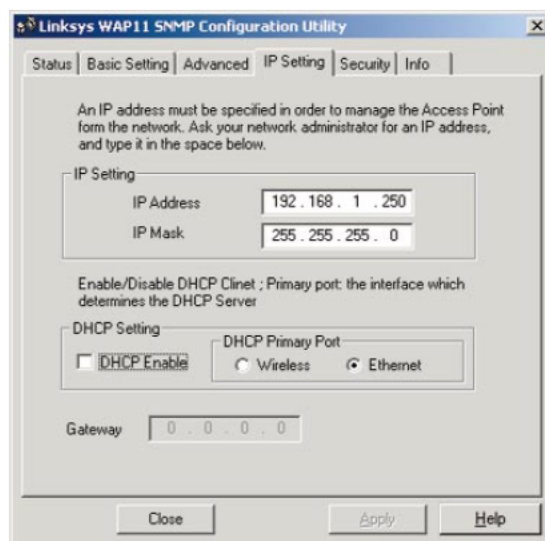 Linksys WAP11 SNMP Configuration Utility
Status Basic Setting Advanced IP Setting Security Info
An IP address must be specified in order to manage the Access Point
form the network. Ask your network administrator for an IP address,
and type it in the space below.
IP Setting
IP Address 192 . 168 . 1 . 250
IP Mask 255 . 255 . 255 . 0
Enable/Disable DHCP Clinet ; Primary port: the interface which
determines the DHCP Server
DHCP Setting
DHCP Primary Port
DHCP Enable Wireless Ethernet
Gateway 0 . 0 . 0 . 0
Close Apply Help